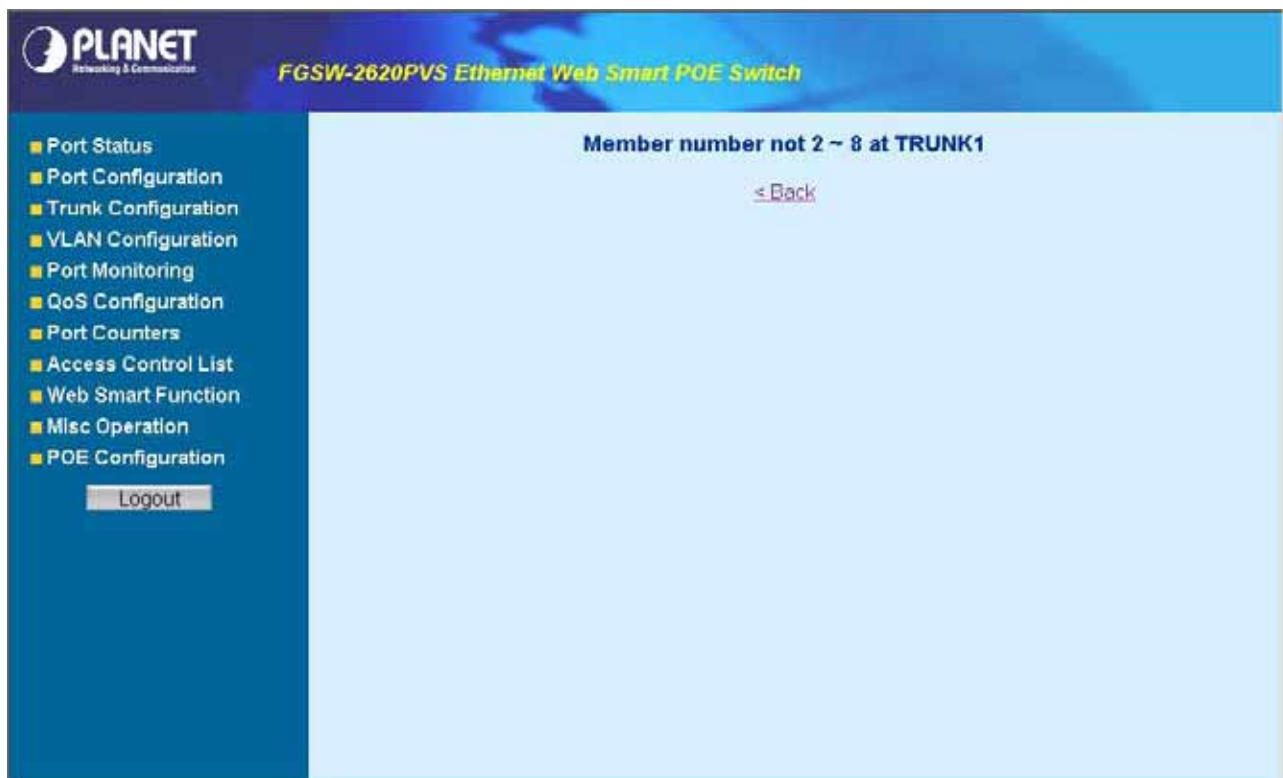 PLANET
Networking & Communication
FGSW-2620PVS Ethernet Web Smart POE Switch
Port Status
Port Configuration
Trunk Configuration
VLAN Configuration
Port Monitoring
QoS Configuration
Port Counters
Access Control List
Web Smart Function
Misc Operation
POE Configuration
Logout
Member number not 2 ~ 8 at TRUNK1
< Back